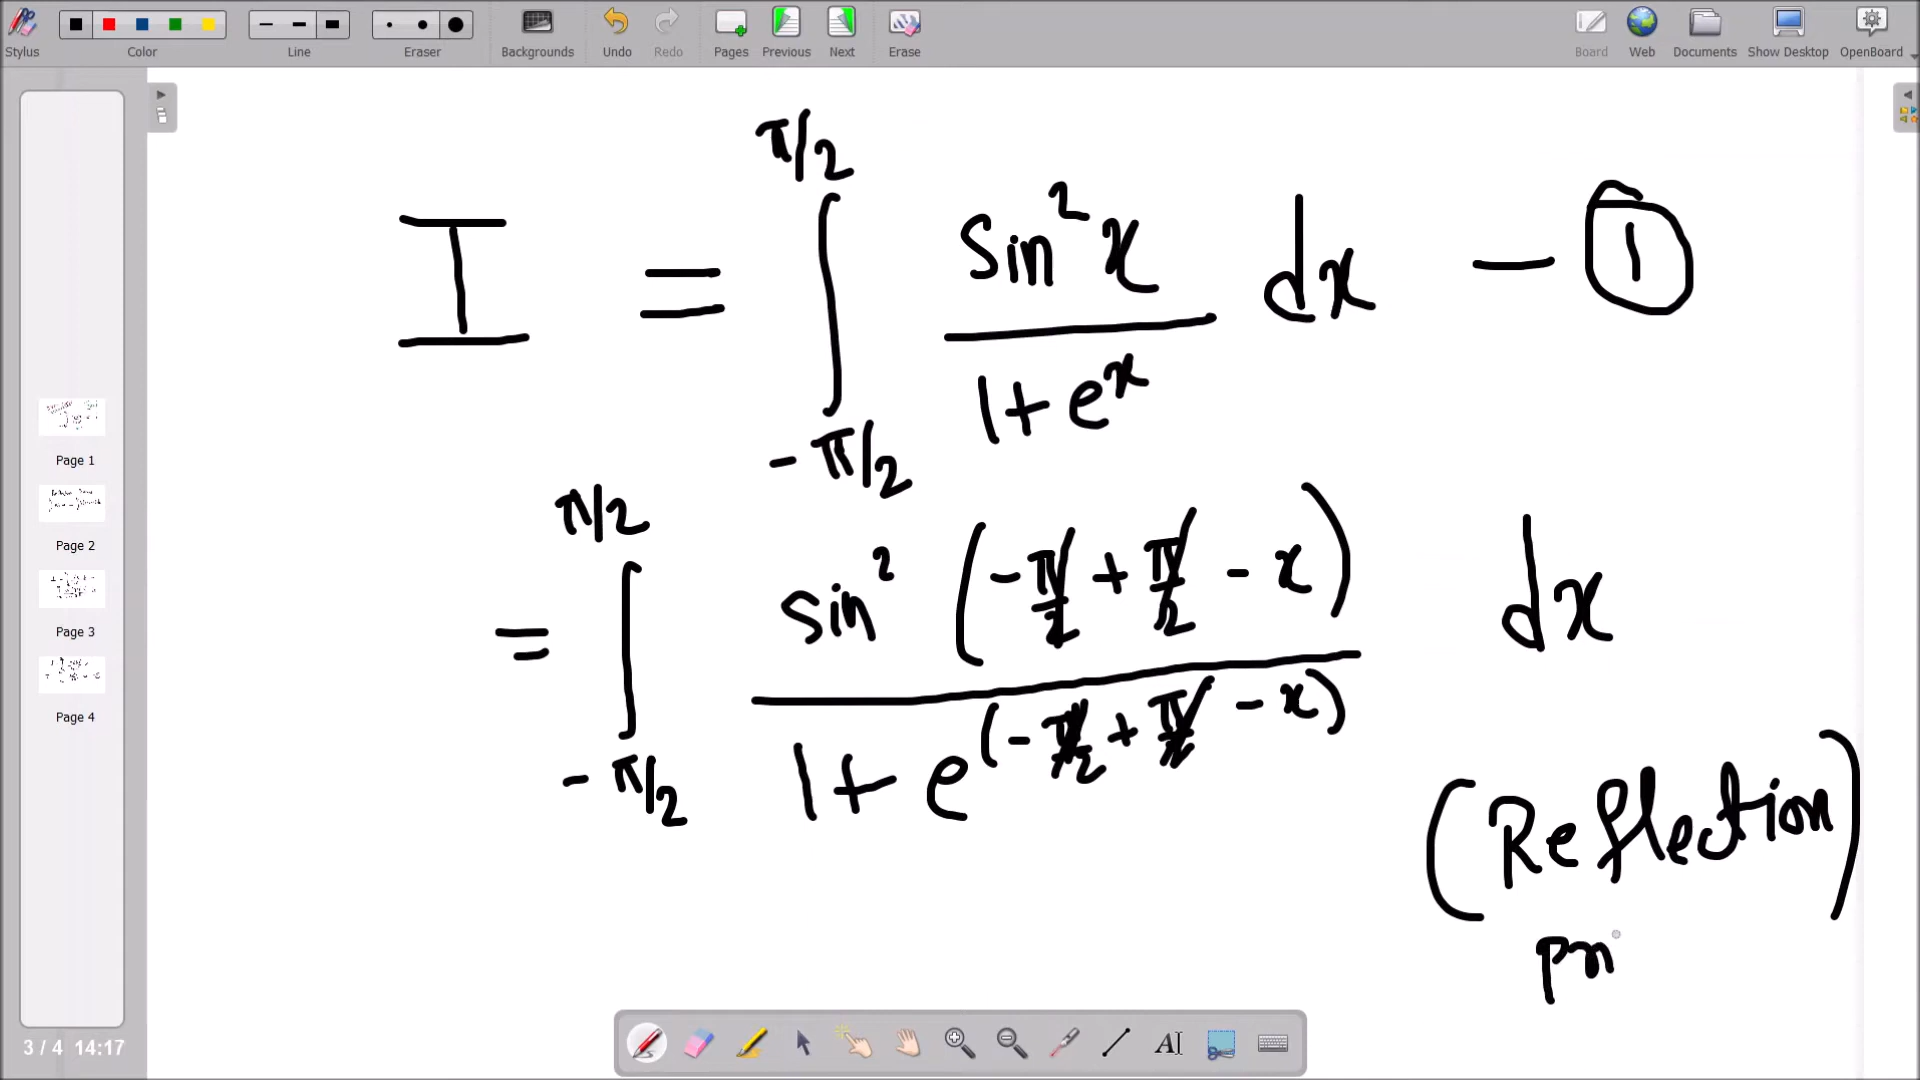 Stylus
Color
Line
Eraser
Backgrounds
Undo
Redo
Pages
Previous
Next
Erase
Board
Web
Documents
Show Desktop
OpenBoard
I = ∫_{-π/2}^{π/2} sin²x / (1+e^x) dx — ①
= ∫_{-π/2}^{π/2} sin²(-π/2 + π/2 - x) / (1+e^(-π/2 + π/2 - x)) dx
(Reflection)
Page 1
Page 2
Page 3
Page 4
3 / 4 14:17